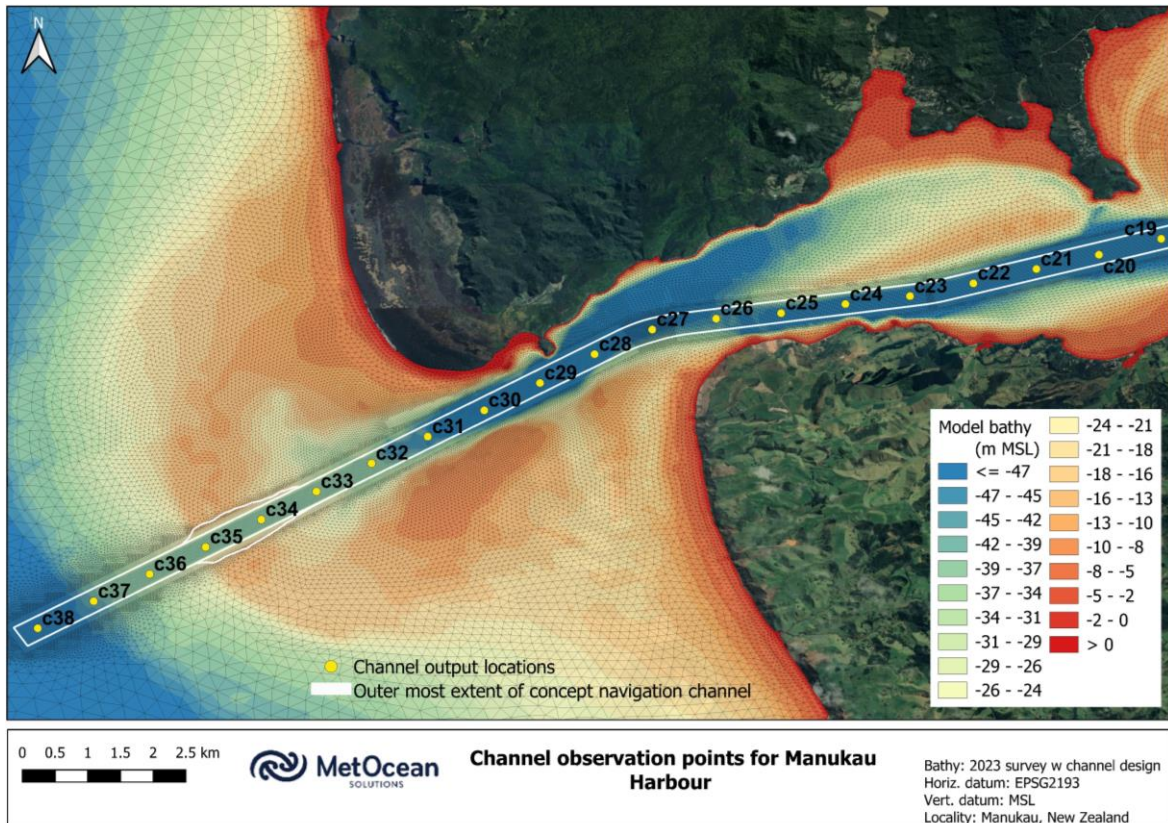 N
c19
c20
c21
c22
c23
c24
c25
c26
c27
c28
c29
c30
c31
c32
c33
c34
c35
c36
c37
c38
Model bathy
(m MSL)
<= -47
-47 - -45
-45 - -42
-42 - -39
-39 - -37
-37 - -34
-34 - -31
-31 - -29
-29 - -26
-26 - -24
-24 - -21
-21 - -18
-18 - -16
-16 - -13
-13 - -10
-10 - -8
-8 - -5
-5 - -2
-2 - 0
> 0
Channel output locations
Outer most extent of concept navigation channel
0 0.5 1 1.5 2 2.5 km
MetOcean
SOLUTIONS
Channel observation points for Manukau
Harbour
Bathy: 2023 survey w channel design
Horiz. datum: EPSG2193
Vert. datum: MSL
Locality: Manukau, New Zealand